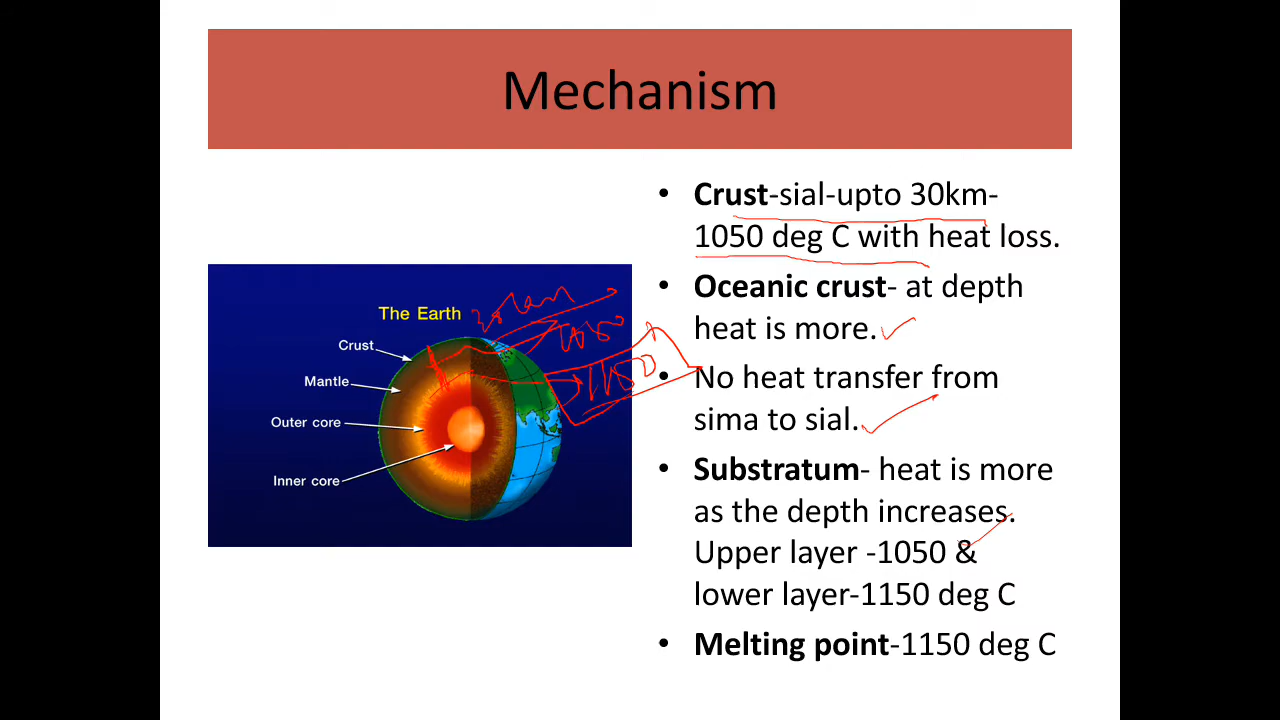 Mechanism
The Earth
Crust
Mantle
Outer core
Inner core
1050
1150
• Crust-sial-upto 30km-
1050 deg C with heat loss.
• Oceanic crust- at depth
heat is more.
• No heat transfer from
sima to sial.
• Substratum- heat is more
as the depth increases.
Upper layer -1050 &
lower layer-1150 deg C
• Melting point-1150 deg C